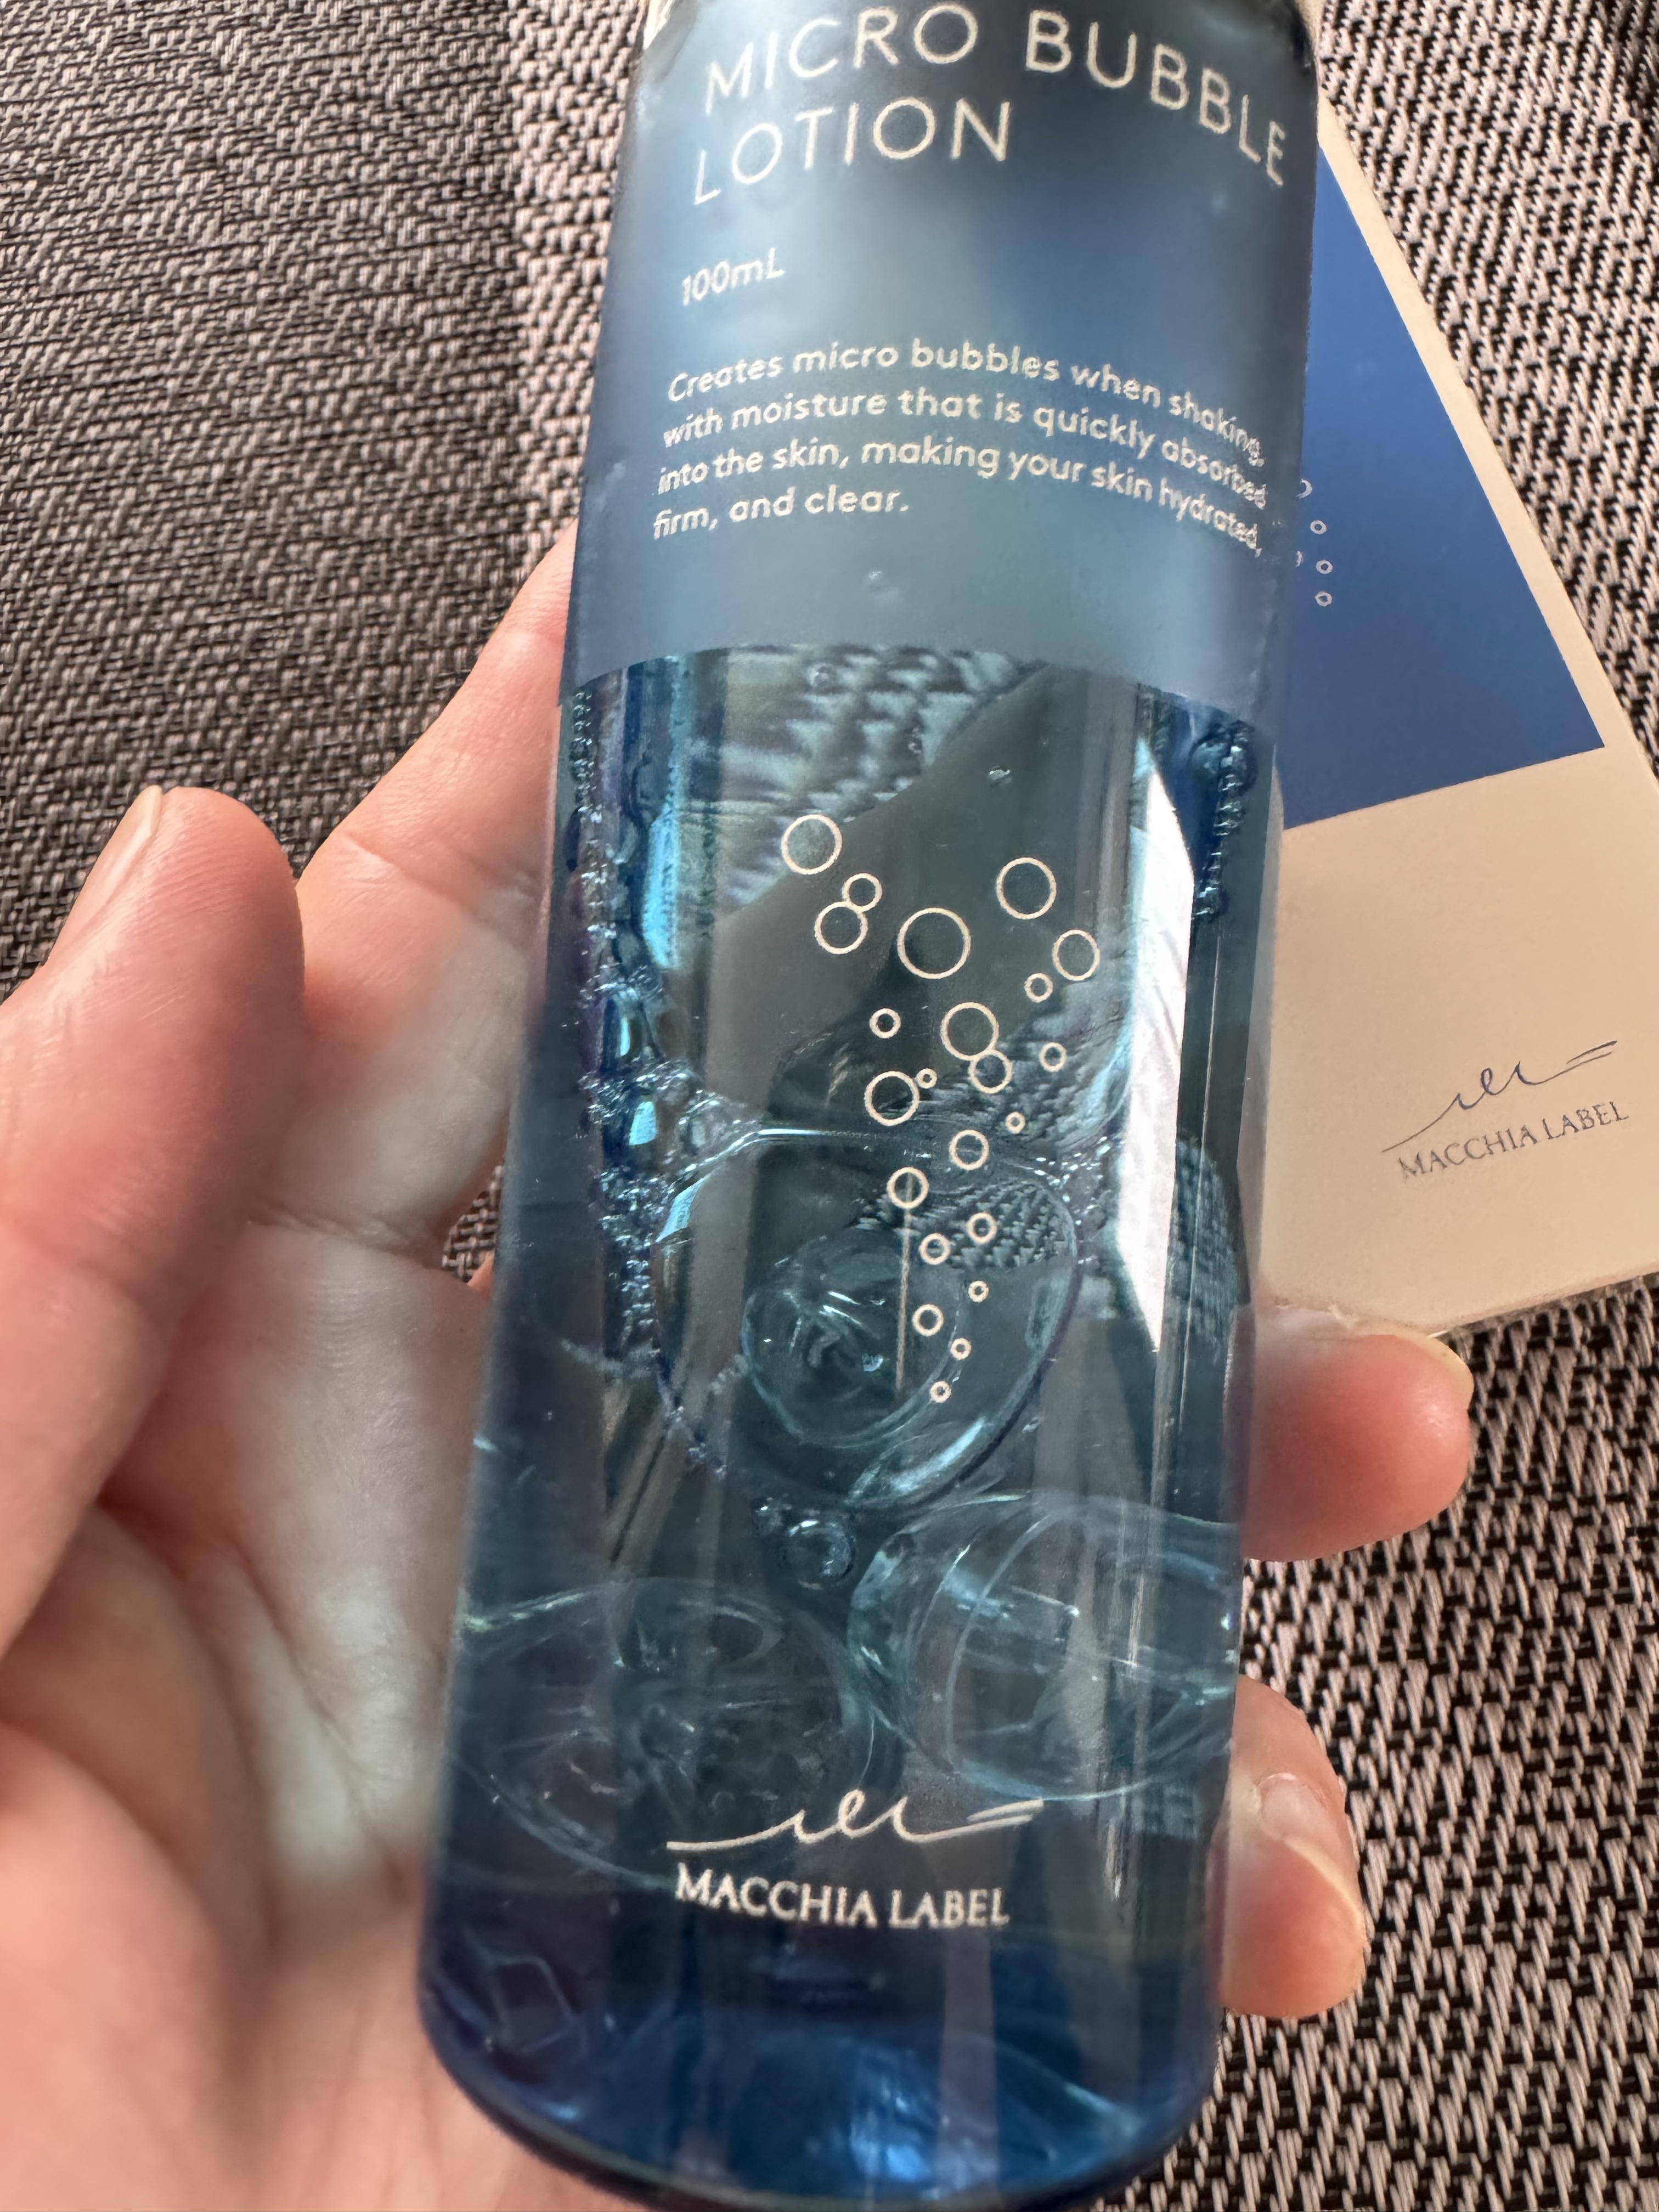 MICRO BUBBLE
LOTION
100mL
Creates micro bubbles when shaking,
with moisture that is quickly absorbed
into the skin, making your skin hydrated,
firm, and clear.
MACCHIA LABEL
MACCHIA LABEL